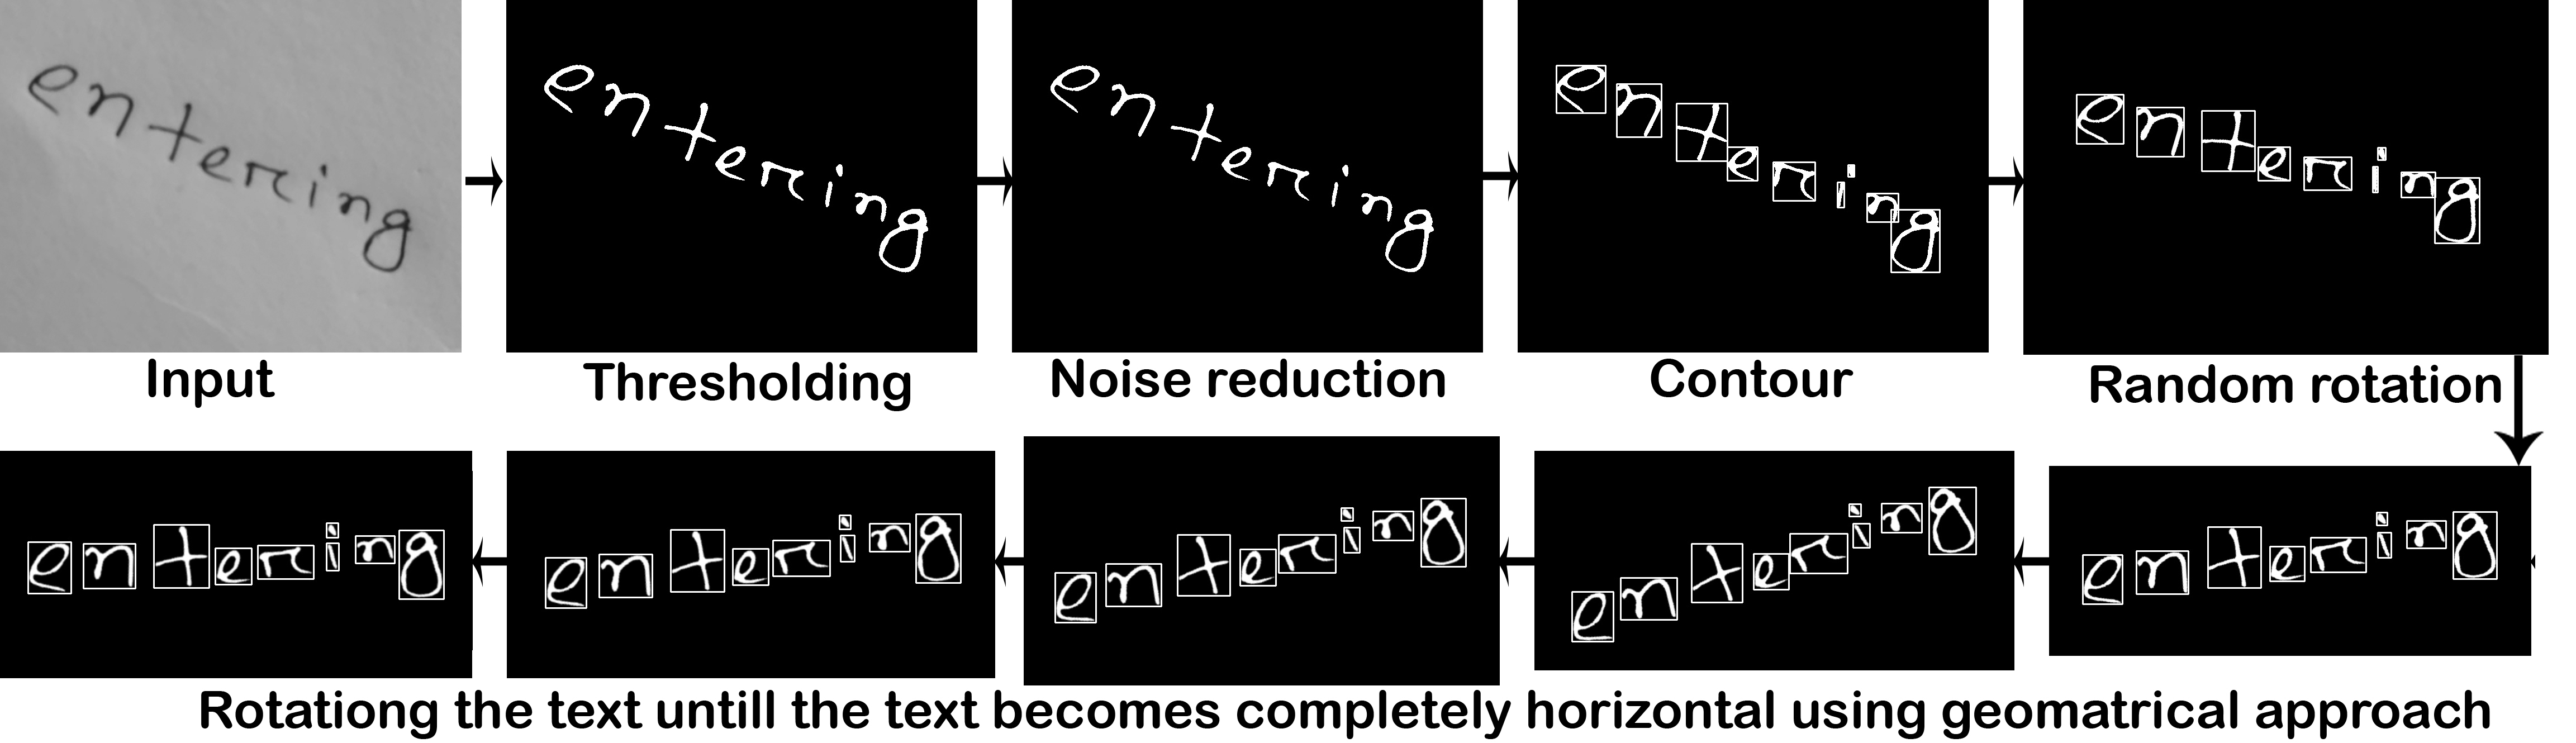 entering
entering
entering
entering
entering
Input
Thresholding
Noise reduction
Contour
Random rotation
entering
entering
entering
entering
entering
Rotationg the text untill the text becomes completely horizontal using geomatrical approach